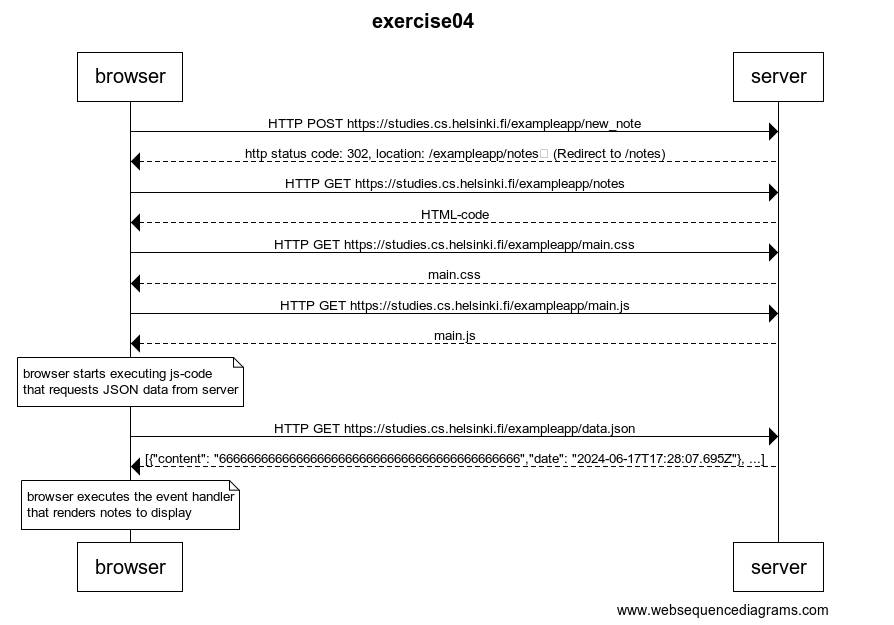 exercise04
browser
server
HTTP POST https://studies.cs.helsinki.fi/exampleapp/new_note
http status code: 302, location: /exampleapp/notes (Redirect to /notes)
HTTP GET https://studies.cs.helsinki.fi/exampleapp/notes
HTML-code
HTTP GET https://studies.cs.helsinki.fi/exampleapp/main.css
main.css
HTTP GET https://studies.cs.helsinki.fi/exampleapp/main.js
main.js
browser starts executing js-code
that requests JSON data from server
HTTP GET https://studies.cs.helsinki.fi/exampleapp/data.json
[{"content": "6666666666666666666666666666666666666666666","date": "2024-06-17T17:28:07.695Z"}, ...]
browser executes the event handler
that renders notes to display
browser
server
www.websequencediagrams.com